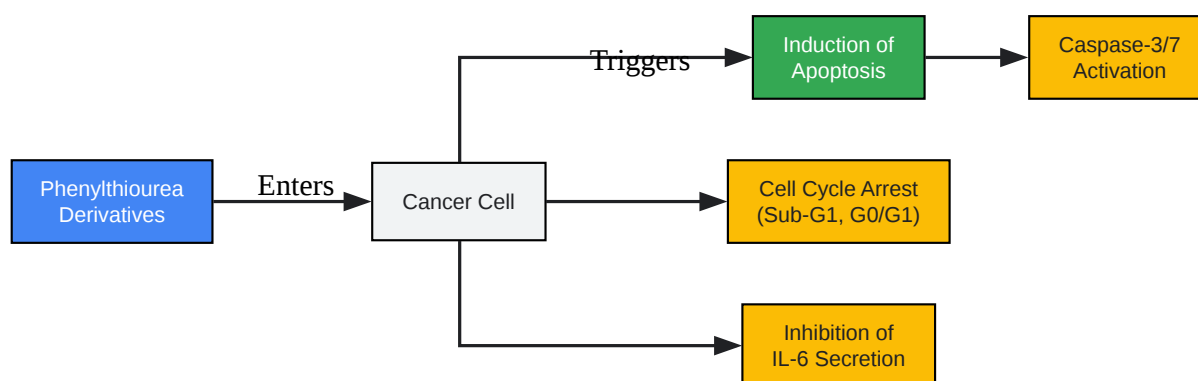 Triggers
Induction of
Apoptosis
Caspase-3/7
Activation
Phenylthiourea
Derivatives
Enters
Cancer Cell
Cell Cycle Arrest
(Sub-G1, G0/G1)
Inhibition of
IL-6 Secretion